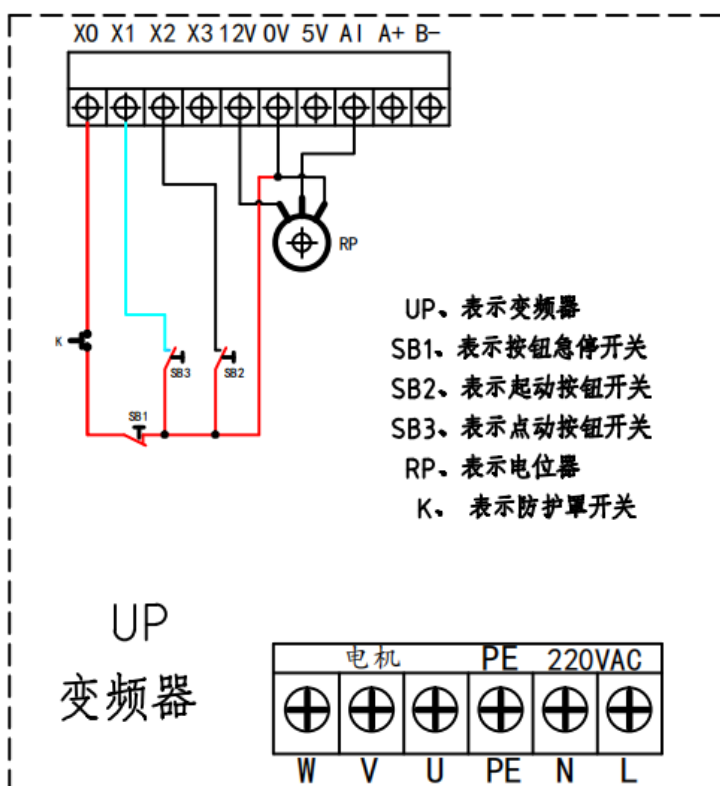 X0 X1 X2 X3 12V 0V 5V AI A+ B-
RP
K
SB3
SB2
SB1
UP、表示变频器
SB1、表示按钮急停开关
SB2、表示起动按钮开关
SB3、表示点动按钮开关
RP、表示电位器
K、表示防护罩开关
UP
变频器
电机 PE 220VAC
W V U PE N L